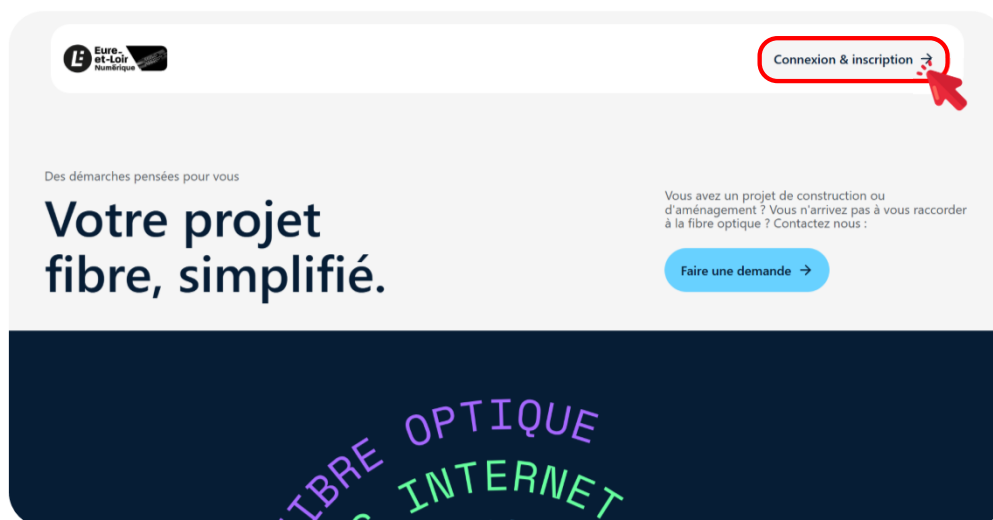 Eure-
et-Loir
Numérique
Connexion & inscription
Des démarches pensées pour vous
Votre projet
fibre, simplifié.
Vous avez un projet de construction ou
d'aménagement ? Vous n'arrivez pas à vous raccorder
à la fibre optique ? Contactez nous :
Faire une demande
OPTIQUE
INTERNET